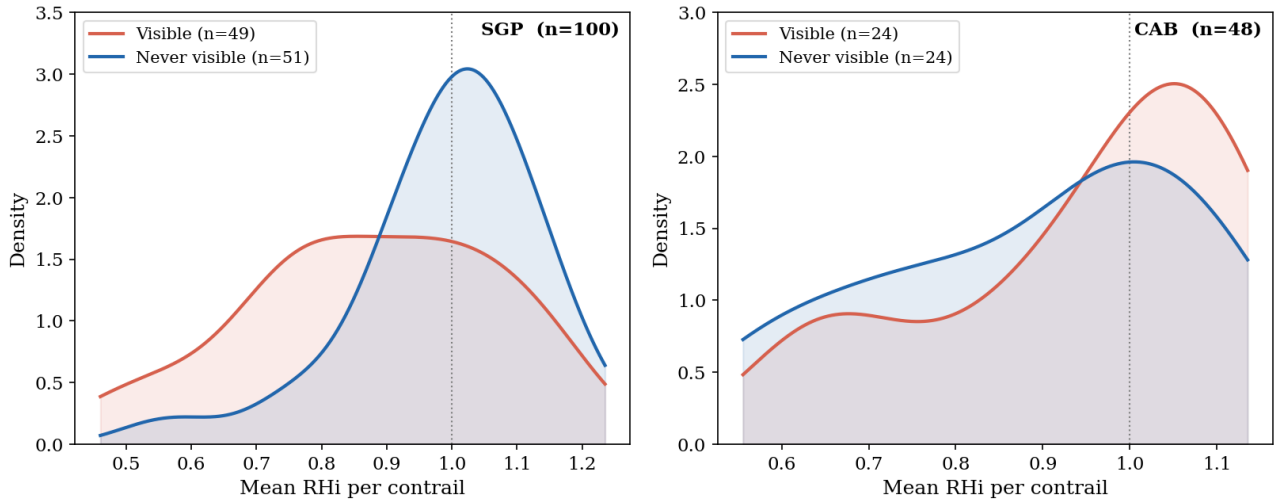 SGP (n=100)
Visible (n=49)
Never visible (n=51)
Density
3.5
3.0
2.5
2.0
1.5
1.0
0.5
0.0
0.5 0.6 0.7 0.8 0.9 1.0 1.1 1.2
Mean RHi per contrail
CAB (n=48)
Visible (n=24)
Never visible (n=24)
Density
3.0
2.5
2.0
1.5
1.0
0.5
0.0
0.6 0.7 0.8 0.9 1.0 1.1
Mean RHi per contrail